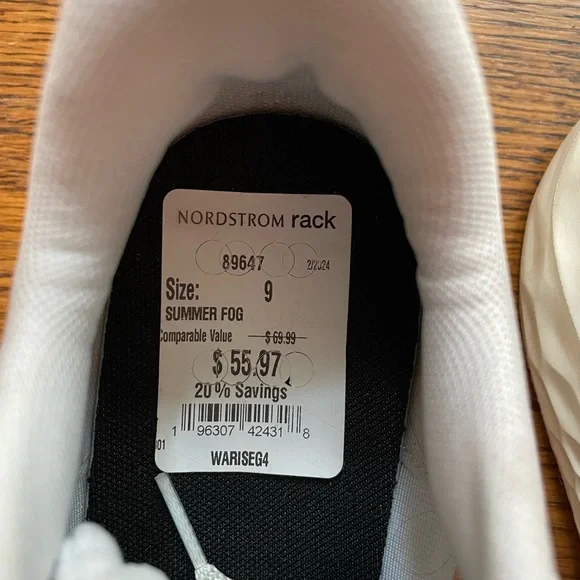 NORDSTROM rack
89647 2/2024
Size: 9
SUMMER FOG
Comparable Value $69.99
$55.97
20% Savings
1 96307 42431 8
01
WARISEG4